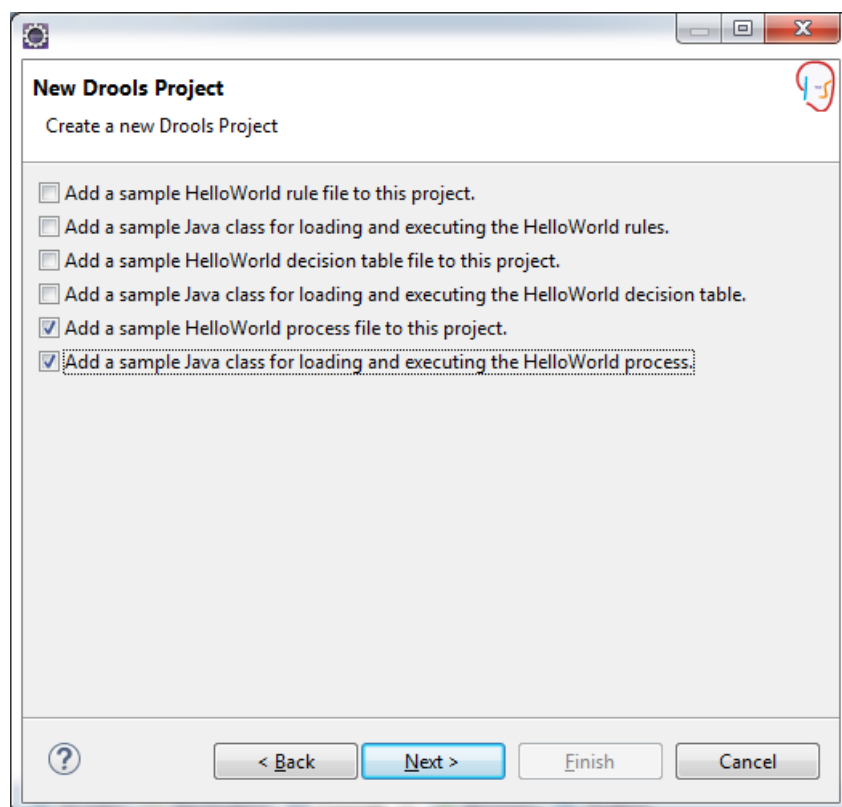 New Drools Project
Create a new Drools Project
Add a sample HelloWorld rule file to this project.
Add a sample Java class for loading and executing the HelloWorld rules.
Add a sample HelloWorld decision table file to this project.
Add a sample Java class for loading and executing the HelloWorld decision table.
Add a sample HelloWorld process file to this project.
Add a sample Java class for loading and executing the HelloWorld process.
? < Back Next > Finish Cancel